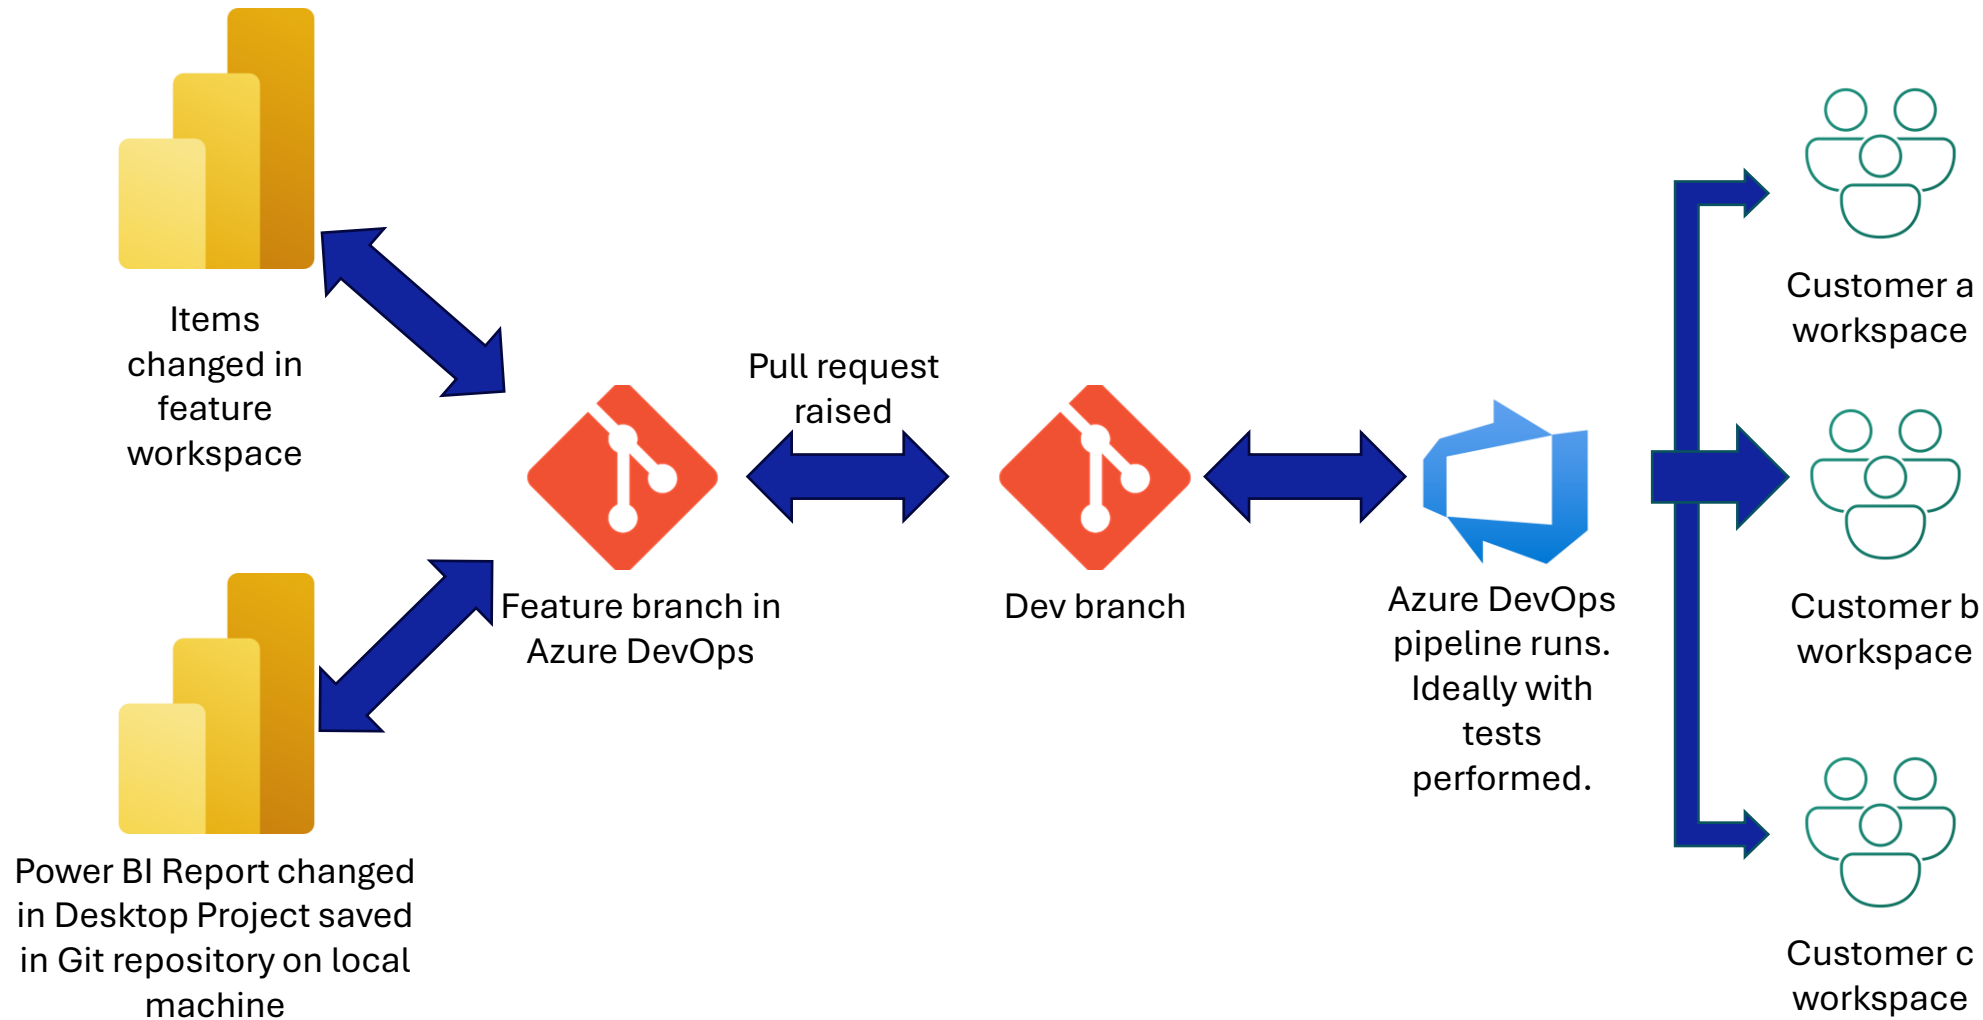 Items
changed in
feature
workspace
Power BI Report changed
in Desktop Project saved
in Git repository on local
machine
Feature branch in
Azure DevOps
Pull request
raised
Dev branch
Azure DevOps
pipeline runs.
Ideally with
tests
performed.
Customer a
workspace
Customer b
workspace
Customer c
workspace